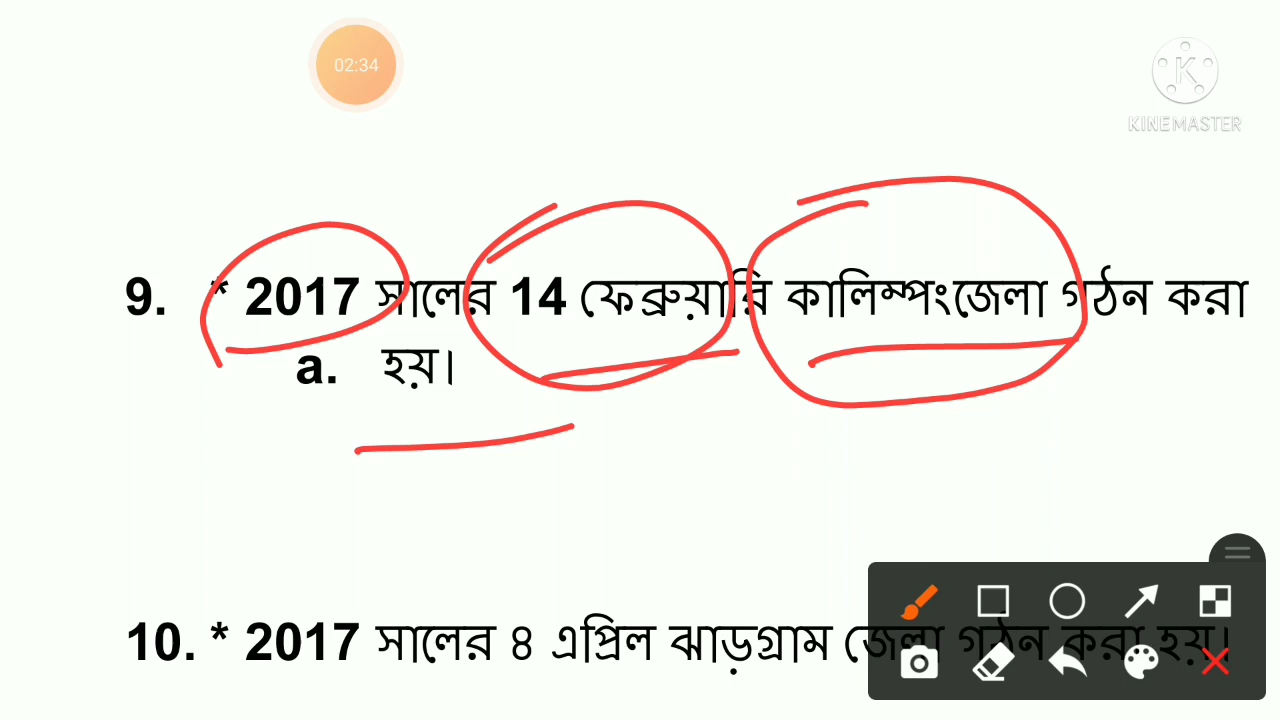 02:34
KINEMASTER
9. * 2017 সালের 14 ফেব্রুয়ারি কালিম্পংজেলা গঠন করা
a. হয়।
10. * 2017 সালের ৪ এপ্রিল ঝাড়গ্রাম জেলা গঠন করা হয়।